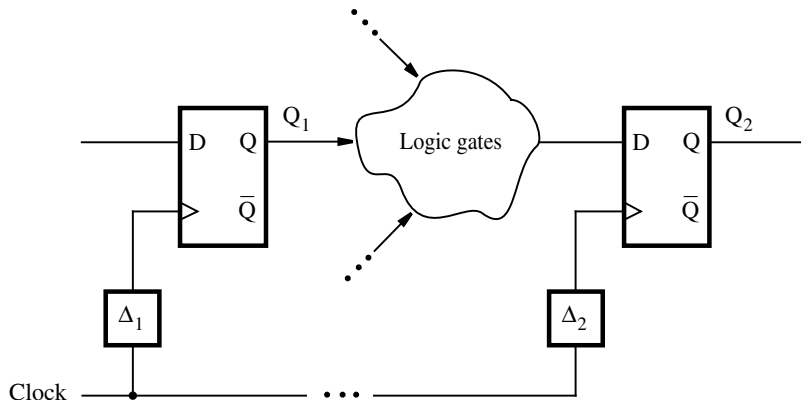 Q1
Q2
D Q
Logic gates
D Q
Q̅
Q̅
Δ1
Δ2
Clock